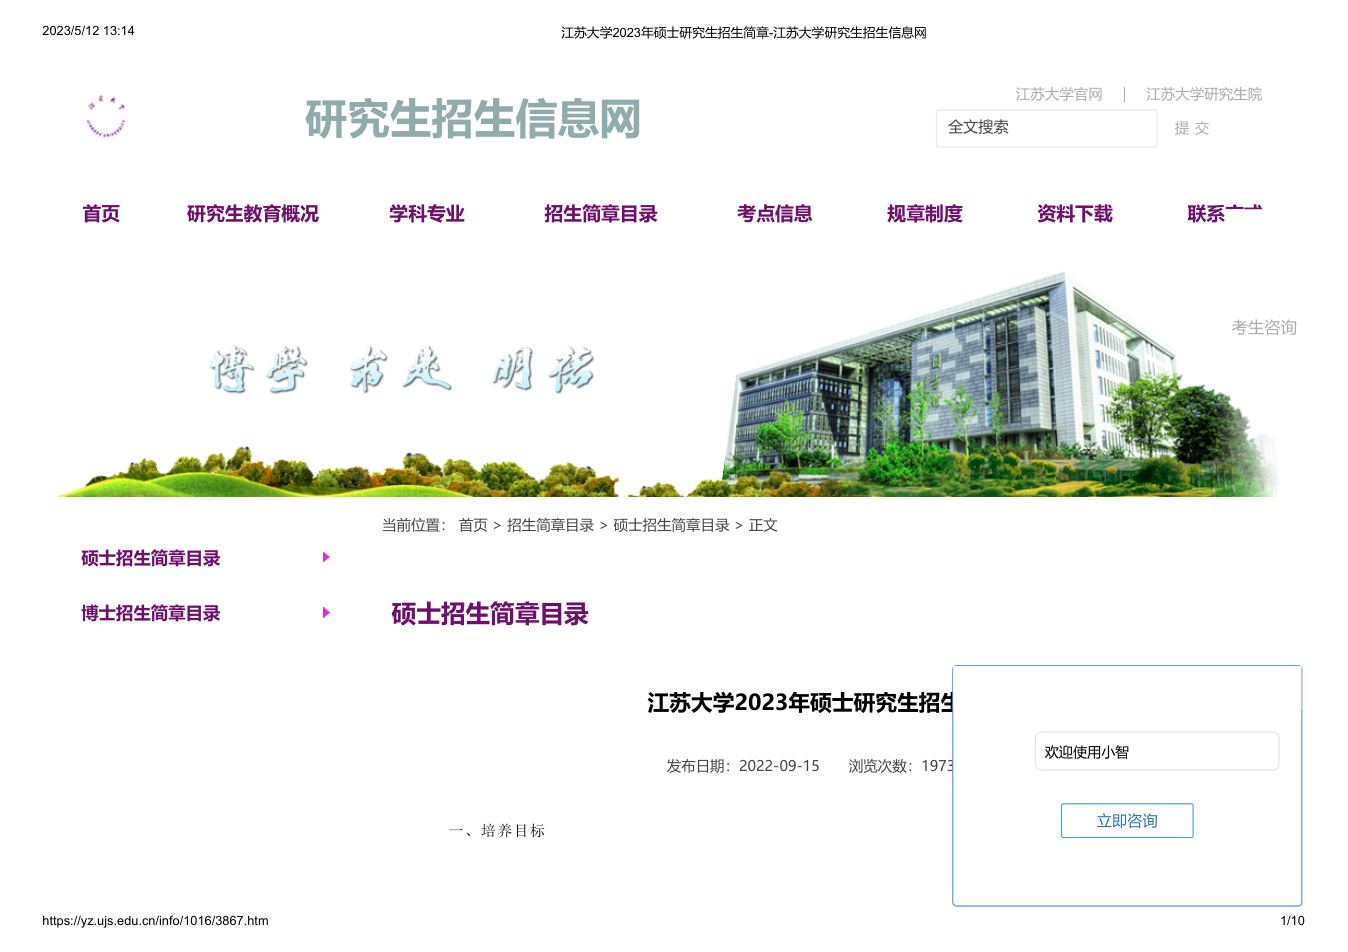 2023/5/12 13:14
江苏大学2023年硕士研究生招生简章-江苏大学研究生招生信息网
研究生招生信息网
江苏大学官网 | 江苏大学研究生院
全文搜索
提 交
首页 研究生教育概况 学科专业 招生简章目录 考点信息 规章制度 资料下载 联系
考生咨询
博学 求是 明德
当前位置： 首页 > 招生简章目录 > 硕士招生简章目录 > 正文
硕士招生简章目录
博士招生简章目录
硕士招生简章目录
江苏大学2023年硕士研究生招生
发布日期：2022-09-15 浏览次数：1973
欢迎使用小智
立即咨询
一、培养目标
https://yz.ujs.edu.cn/info/1016/3867.htm
1/10